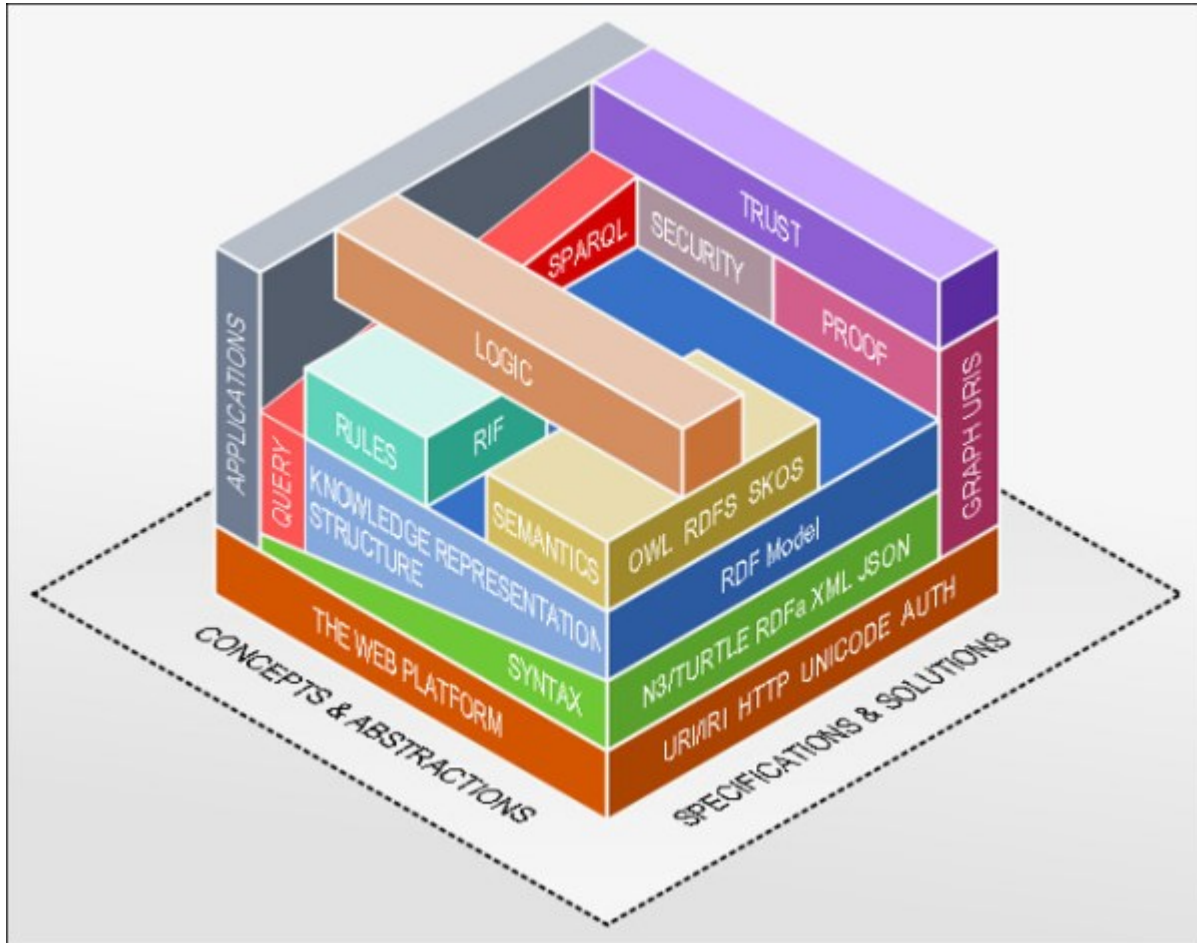 TRUST
SECURITY
SPARQL
PROOF
LOGIC
APPLICATIONS
GRAPH URIS
RULES
RIF
QUERY
KNOWLEDGE REPRESENTATION
STRUCTURE
SEMANTICS
OWL RDFS SKOS
RDF Model
SYNTAX
N3/TURTLE RDFa XML JSON
THE WEB PLATFORM
URI/IRI HTTP UNICODE AUTH
CONCEPTS & ABSTRACTIONS
SPECIFICATIONS & SOLUTIONS